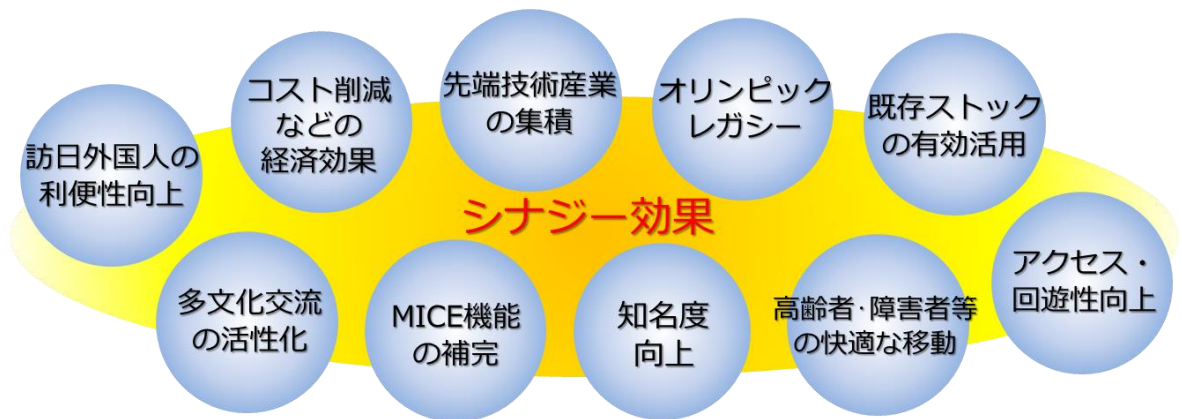 訪日外国人の
利便性向上
コスト削減
などの
経済効果
先端技術産業
の集積
オリンピック
レガシー
既存ストック
の有効活用
シナジー効果
多文化交流
の活性化
MICE機能
の補完
知名度
向上
高齢者･障害者等
の快適な移動
アクセス・
回遊性向上